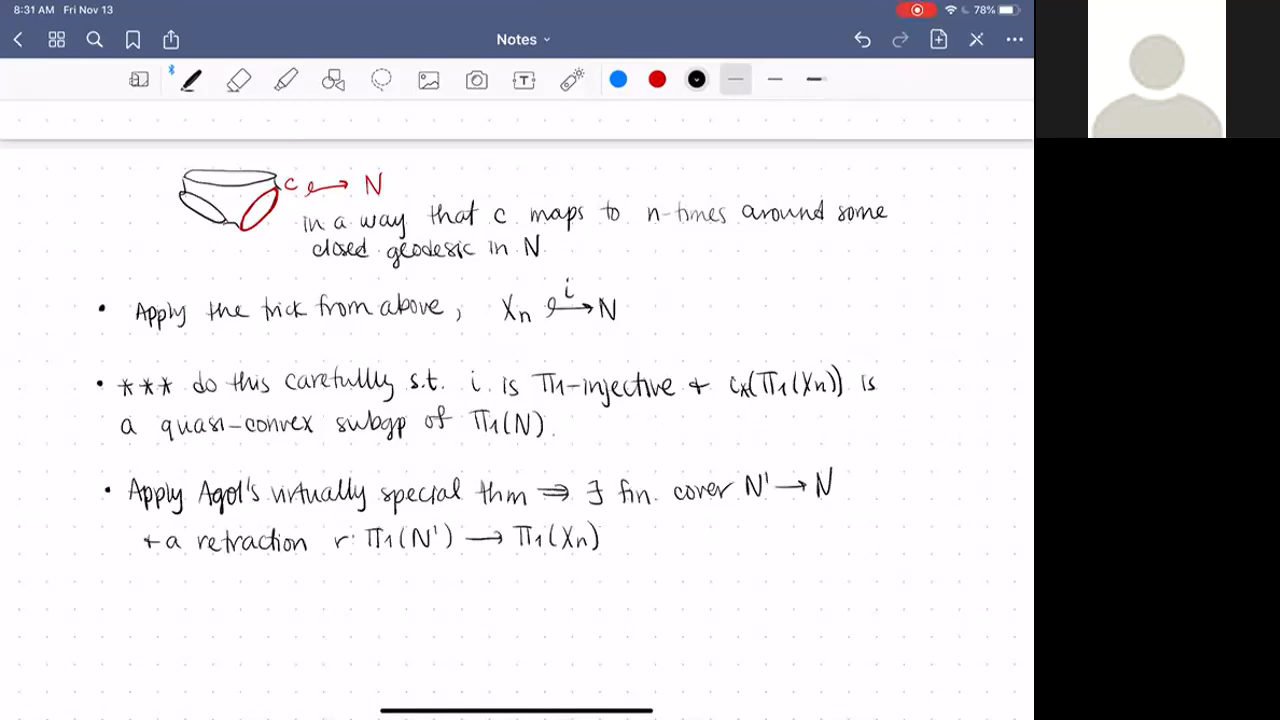 8:31 AM Fri Nov 13
78%
Notes
T
c ↪ N
in a way that c maps to n-times around some
closed geodesic in N.
• Apply the trick from above, Xn ↪ N
i
• *** do this carefully s.t. i is π1-injective + i*(π1(Xn)) is
a quasi-convex subgp of π1(N).
• Apply Agol's virtually special thm ⇒ ∃ fin. cover N' → N
+ a retraction r: π1(N') → π1(Xn)